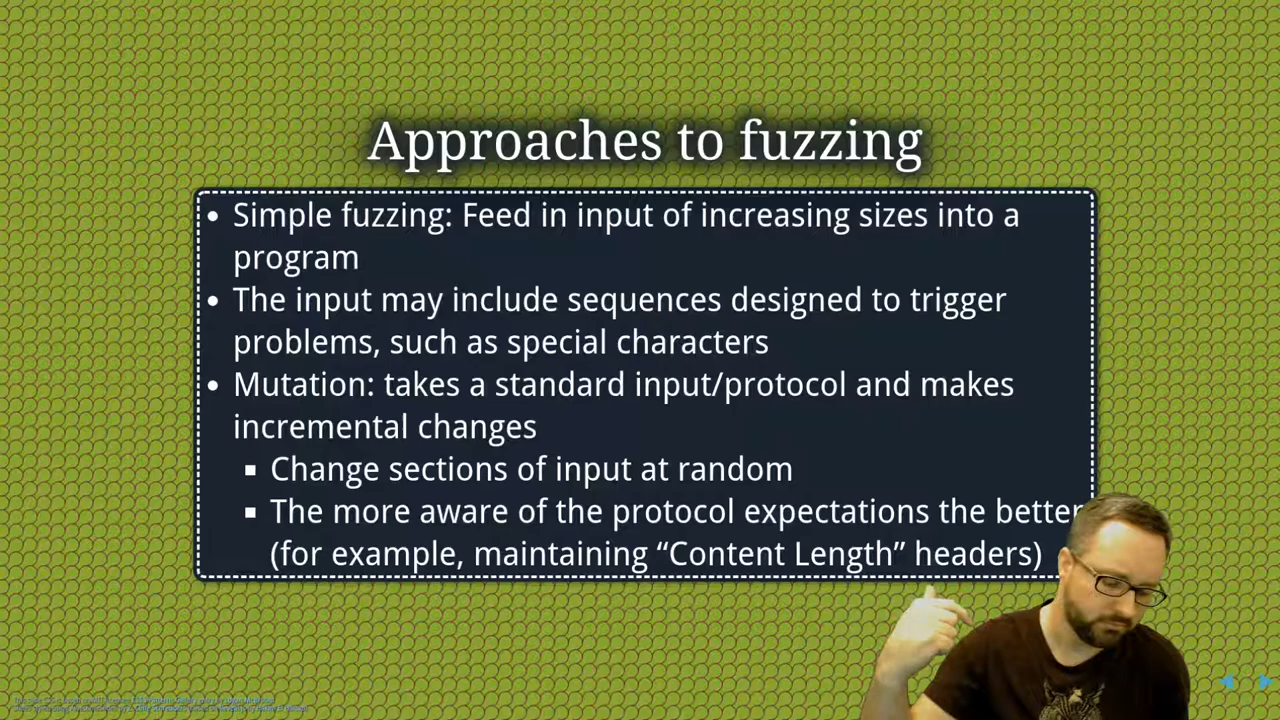 Approaches to fuzzing
• Simple fuzzing: Feed in input of increasing sizes into a
program
• The input may include sequences designed to trigger
problems, such as special characters
• Mutation: takes a standard input/protocol and makes
incremental changes
▪ Change sections of input at random
▪ The more aware of the protocol expectations the better
(for example, maintaining “Content Length” headers)